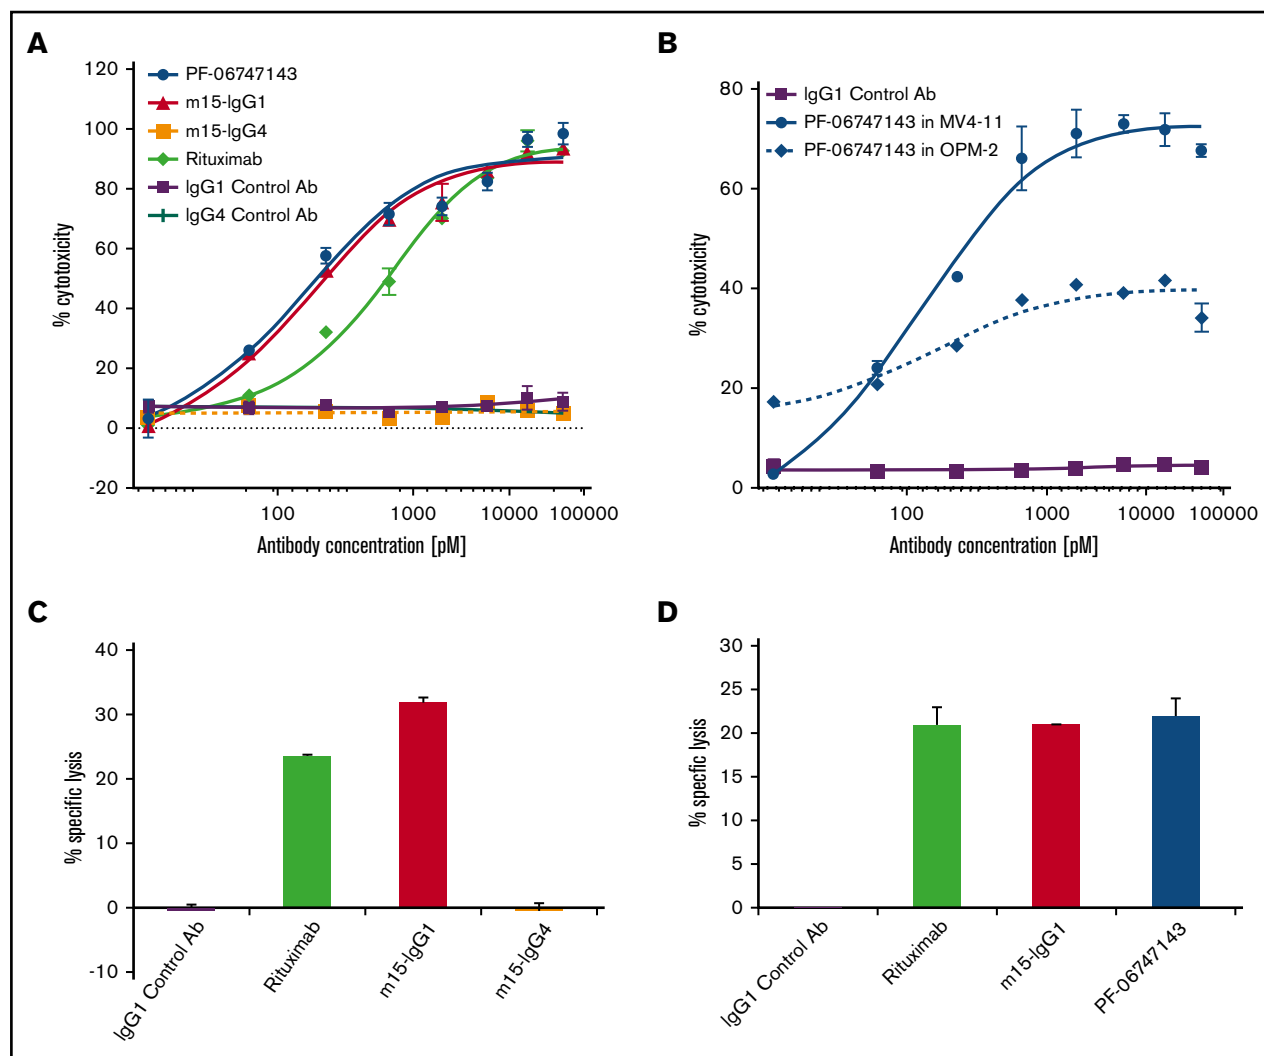 A
120
100
80
60
40
20
0
-20
% cytotoxicity
PF-06747143
m15-IgG1
m15-IgG4
Rituximab
IgG1 Control Ab
IgG4 Control Ab
100 1000 10000 100000
Antibody concentration [pM]
B
80
60
40
20
0
% cytotoxicity
IgG1 Control Ab
PF-06747143 in MV4-11
PF-06747143 in OPM-2
100 1000 10000 100000
Antibody concentration [pM]
C
40
30
20
10
0
-10
% specific lysis
IgG1 Control Ab
Rituximab
m15-IgG1
m15-IgG4
D
30
25
20
15
10
5
0
% specfic lysis
IgG1 Control Ab
Rituximab
m15-IgG1
PF-06747143